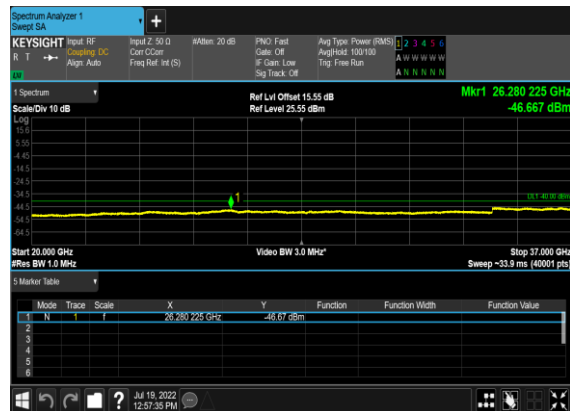 Spectrum Analyzer 1
Swept SA
+
KEYSIGHT Input: RF Input Z: 50 Ω #Atten: 20 dB PNO: Fast Avg Type: Power (RMS) 1 2 3 4 5 6
R T Coupling: DC Corr CCorr Gate: Off Avg|Hold: 100/100 A W W W W W
Align: Auto Freq Ref: Int (S) IF Gain: Low Trig: Free Run
Sig Track: Off A N N N N N
1 Spectrum
Ref Lvl Offset 15.55 dB Mkr1 26.280 225 GHz
Scale/Div 10 dB Ref Level 25.55 dBm -46.667 dBm
Log
15.6
5.55
-4.45
-14.5
-24.5
-34.5
1
-44.5
-54.5
-64.5
Start 20.000 GHz Video BW 3.0 MHz* Stop 37.000 GHz
#Res BW 1.0 MHz Sweep ~33.9 ms (40001 pts)
5 Marker Table
Mode Trace Scale X Y Function Function Width Function Value
1 N 1 f 26.280 225 GHz -46.67 dBm
2
3
4
5
6
? Jul 19, 2022
12:57:35 PM